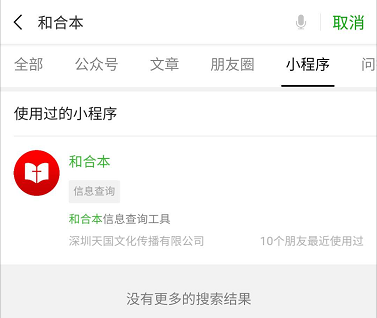 和合本 取消
全部 公众号 文章 朋友圈 小程序 问
使用过的小程序
和合本
信息查询
和合本信息查询工具
深圳天国文化传播有限公司 10个朋友最近使用过
没有更多的搜索结果